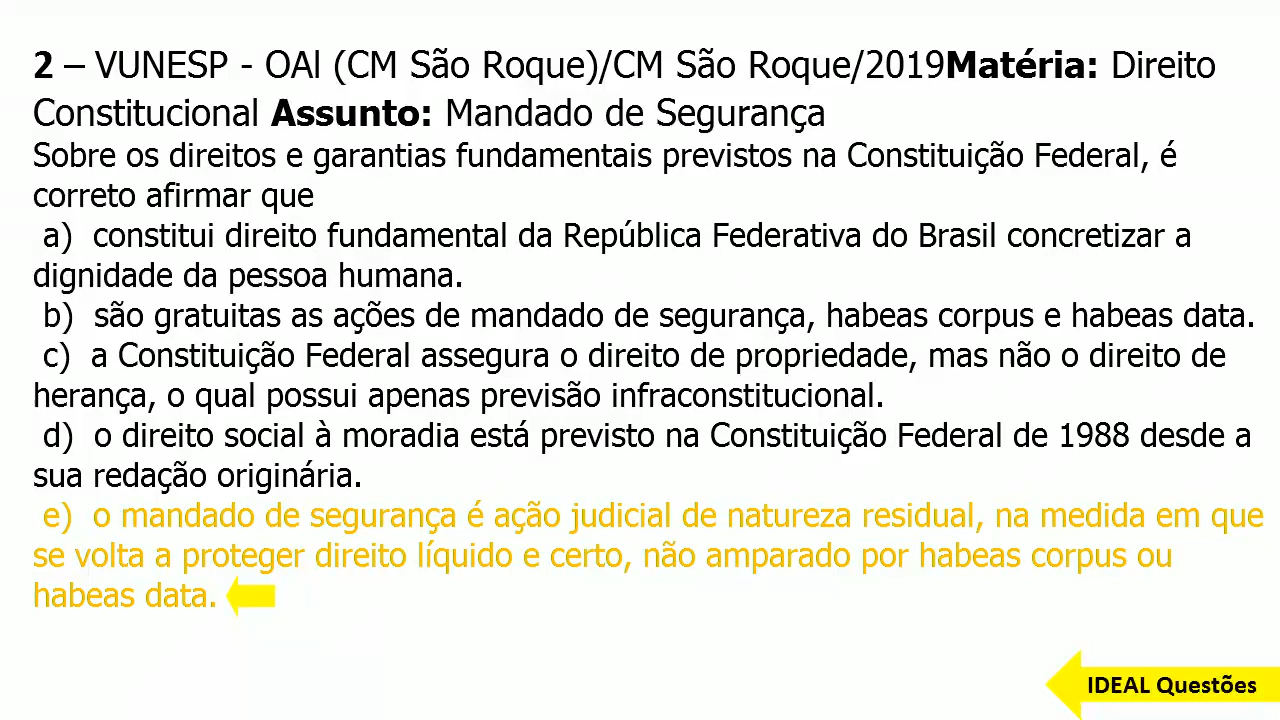 2 – VUNESP - OAl (CM São Roque)/CM São Roque/2019Matéria: Direito
Constitucional Assunto: Mandado de Segurança
Sobre os direitos e garantias fundamentais previstos na Constituição Federal, é
correto afirmar que
a) constitui direito fundamental da República Federativa do Brasil concretizar a
dignidade da pessoa humana.
b) são gratuitas as ações de mandado de segurança, habeas corpus e habeas data.
c) a Constituição Federal assegura o direito de propriedade, mas não o direito de
herança, o qual possui apenas previsão infraconstitucional.
d) o direito social à moradia está previsto na Constituição Federal de 1988 desde a
sua redação originária.
e) o mandado de segurança é ação judicial de natureza residual, na medida em que
se volta a proteger direito líquido e certo, não amparado por habeas corpus ou
habeas data.
IDEAL Questões